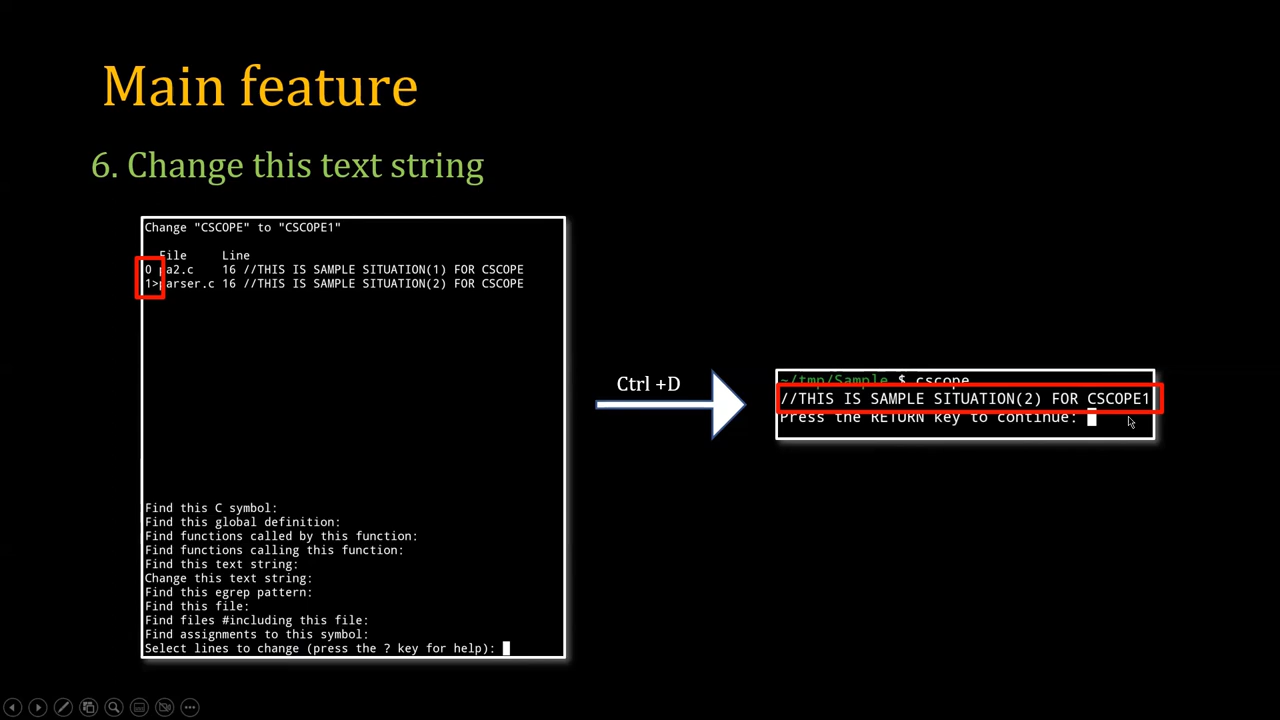 Main feature
6. Change this text string
Change "CSCOPE" to "CSCOPE1"
File Line
0 pa2.c 16 //THIS IS SAMPLE SITUATION(1) FOR CSCOPE
1>parser.c 16 //THIS IS SAMPLE SITUATION(2) FOR CSCOPE
Find this C symbol:
Find this global definition:
Find functions called by this function:
Find functions calling this function:
Find this text string:
Change this text string:
Find this egrep pattern:
Find this file:
Find files #including this file:
Find assignments to this symbol:
Select lines to change (press the ? key for help):
Ctrl +D
~/tmp/Sample $ cscope
//THIS IS SAMPLE SITUATION(2) FOR CSCOPE1
Press the RETURN key to continue: